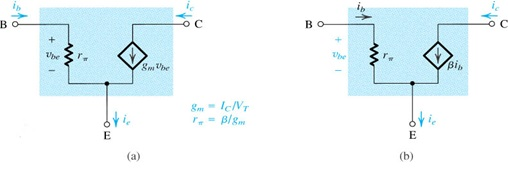 i_b
i_c
B
C
+
v_be
−
r_π
g_m v_be
i_e
E
g_m = I_C/V_T
r_π = β/g_m
(a)
i_b
i_c
B
C
+
v_be
−
r_π
βi_b
i_e
E
(b)